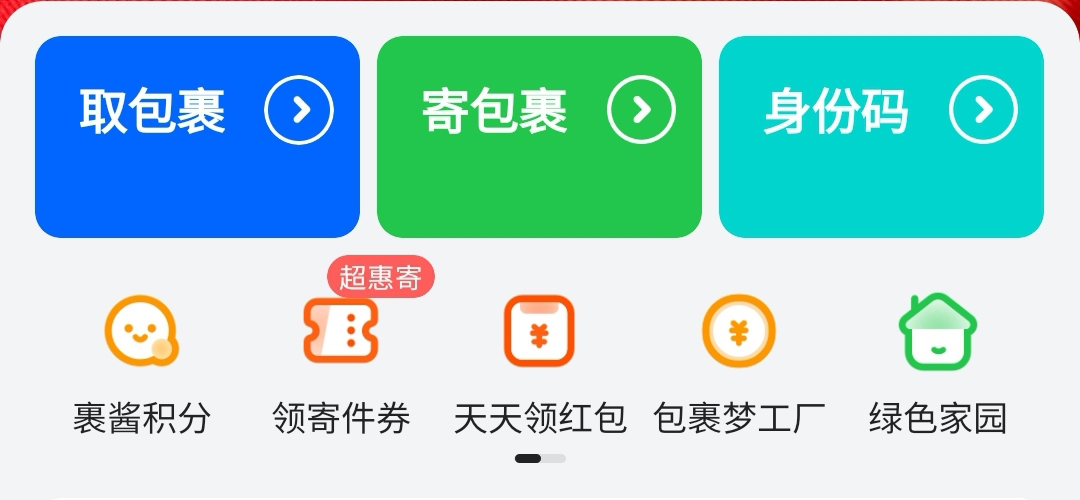 取包裹
寄包裹
身份码
超惠寄
裹酱积分
领寄件券
天天领红包
包裹梦工厂
绿色家园